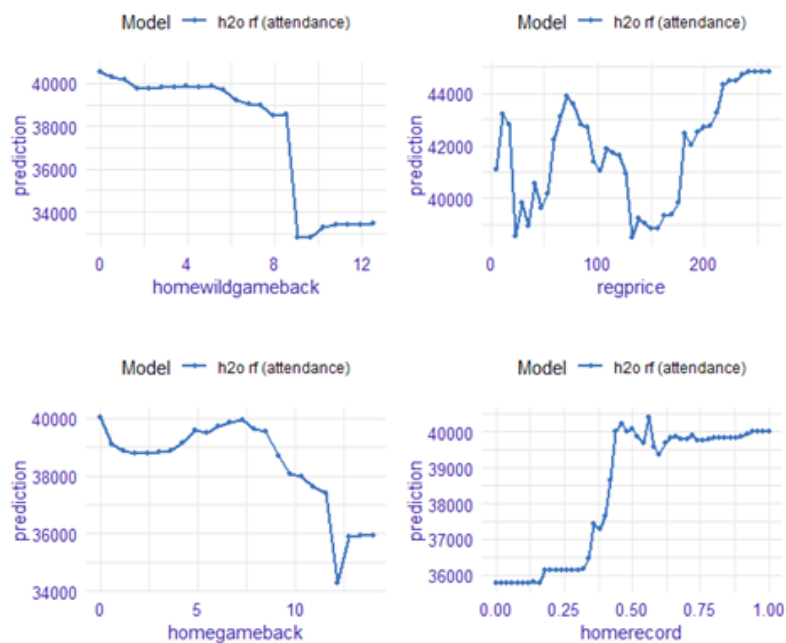 Model h2o rf (attendance)
40000
38000
36000
34000
prediction
0 4 8 12
homewildgameback
Model h2o rf (attendance)
44000
42000
40000
prediction
0 100 200
regprice
Model h2o rf (attendance)
40000
38000
36000
34000
prediction
0 5 10
homegameback
Model h2o rf (attendance)
40000
39000
38000
37000
36000
prediction
0.00 0.25 0.50 0.75 1.00
homerecord